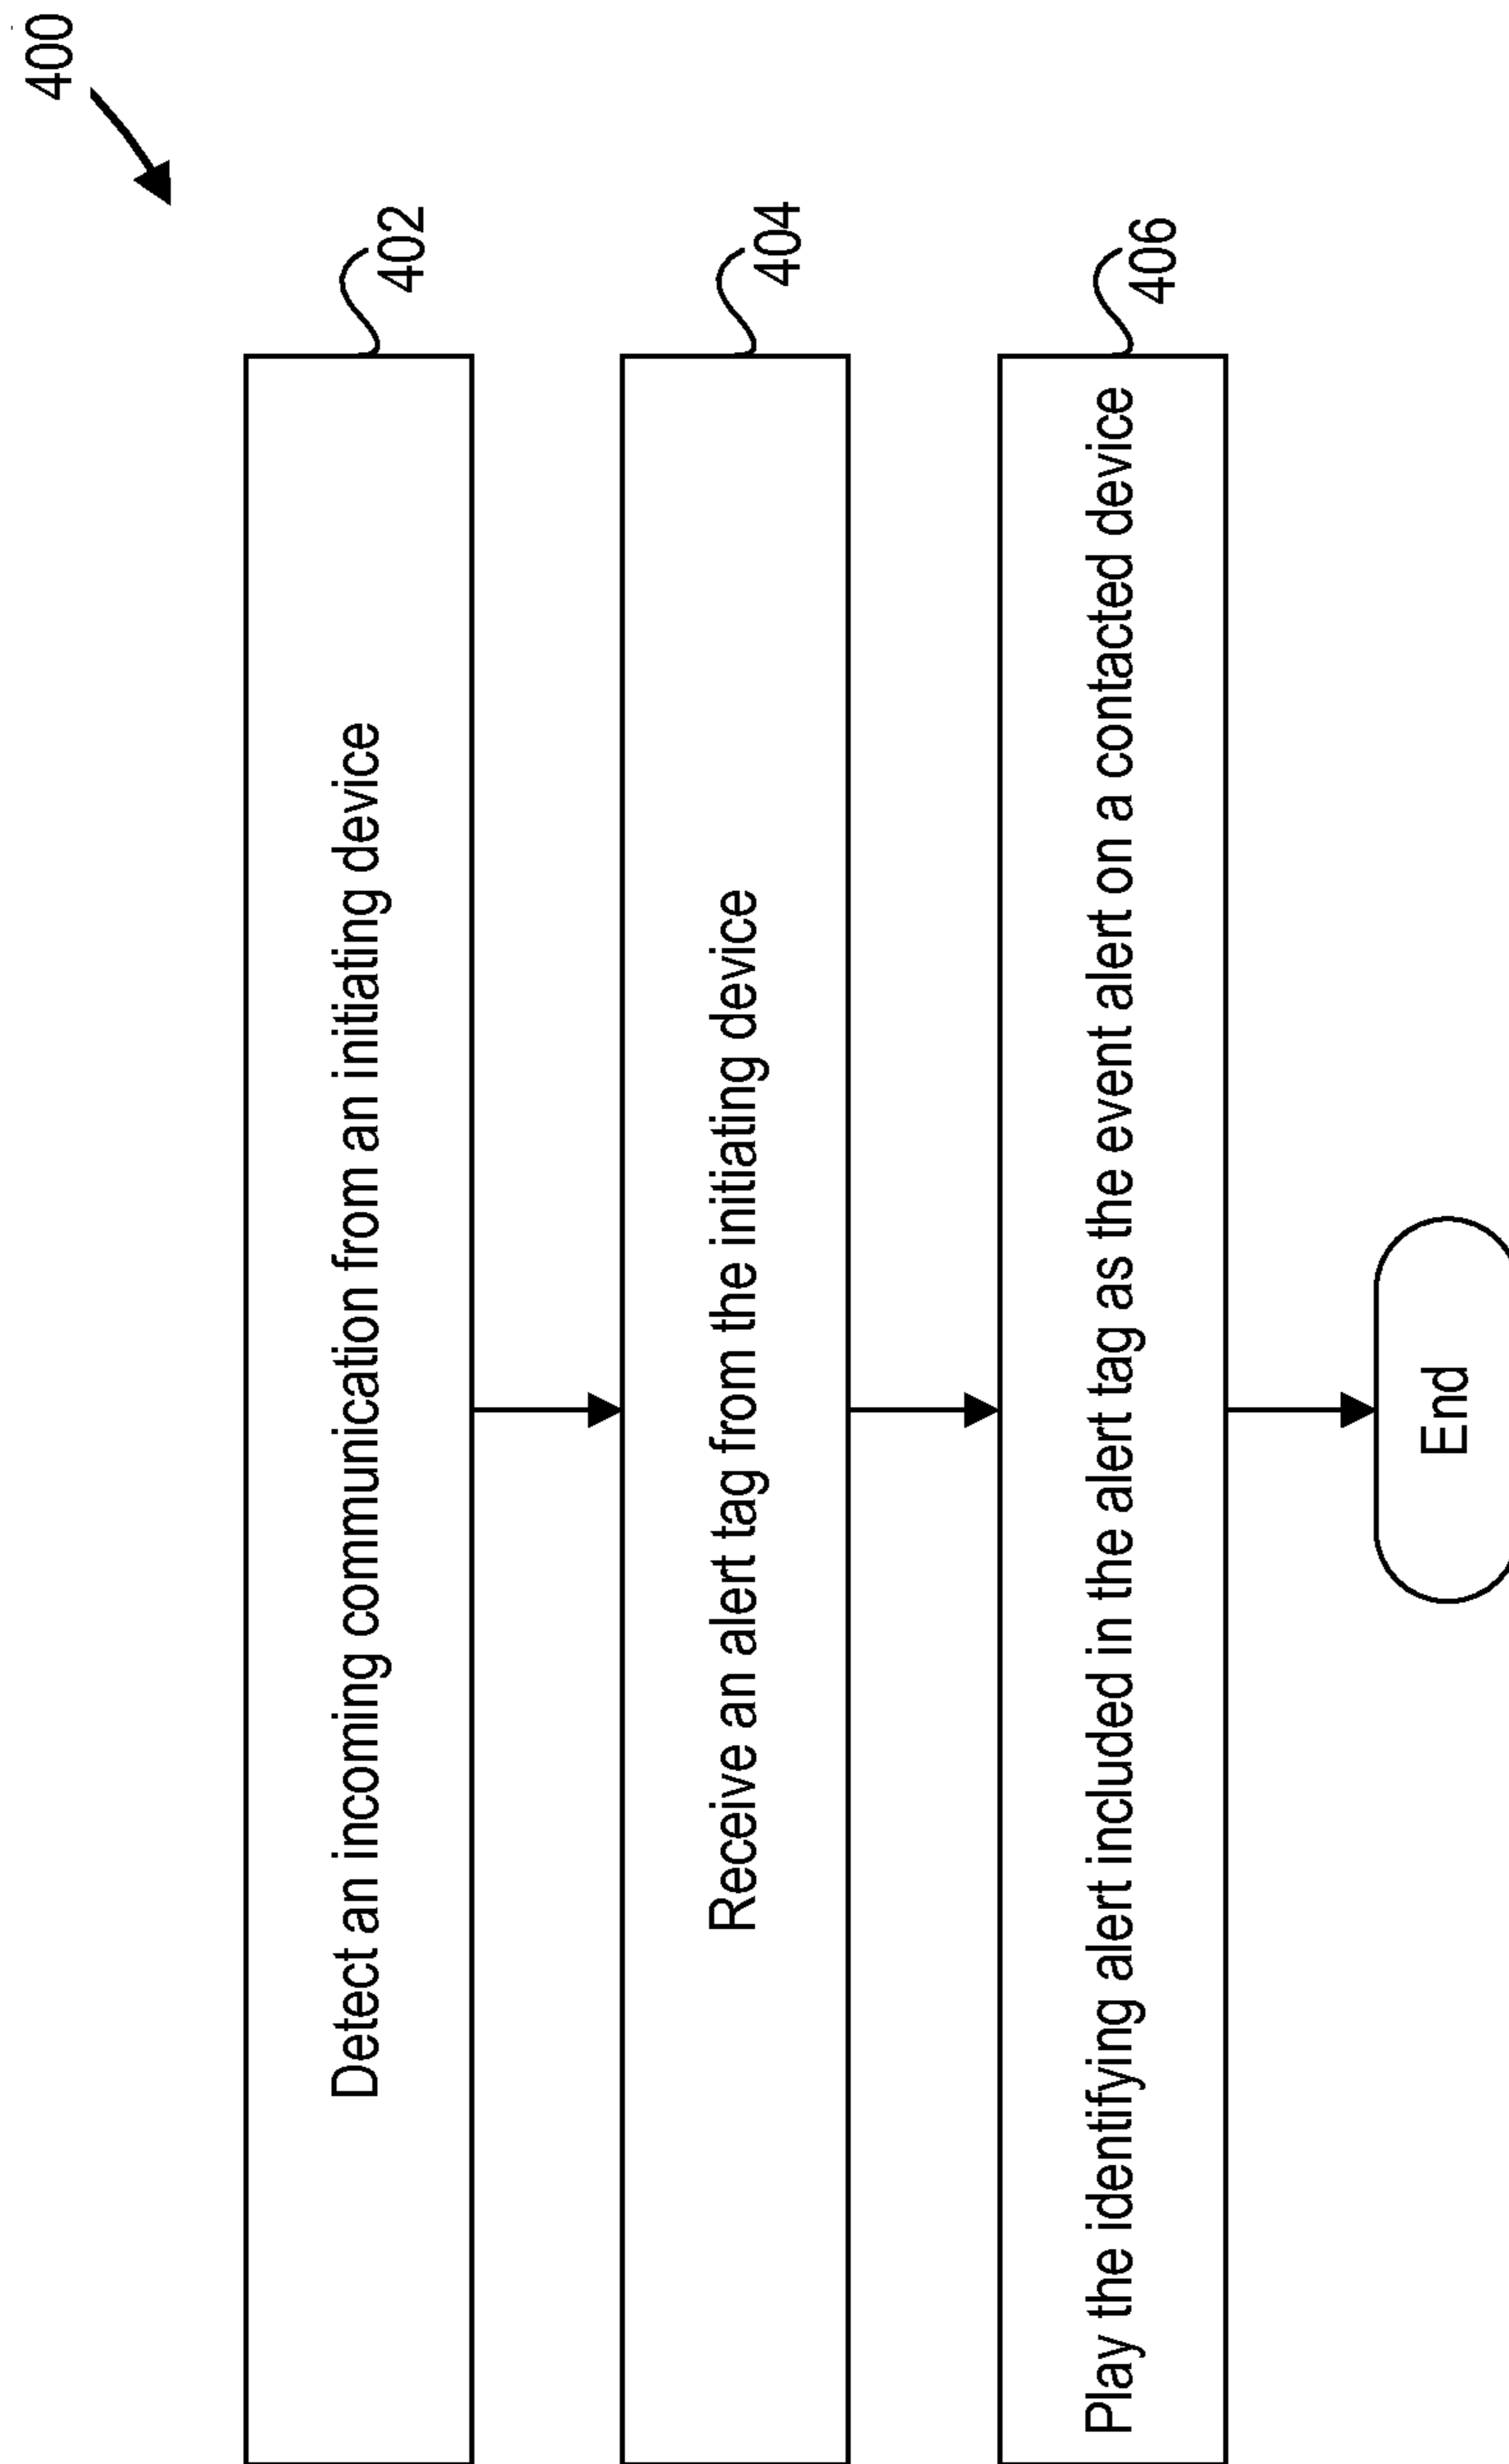 400
Detect an incoming communication from an initiating device
402
Receive an alert tag from the initiating device
404
Play the identifying alert included in the alert tag as the event alert on a contacted device
406
End